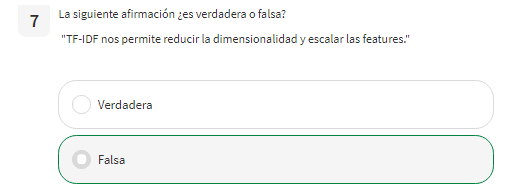 7
La siguiente afirmación ¿es verdadera o falsa?
"TF-IDF nos permite reducir la dimensionalidad y escalar las features."
Verdadera
Falsa